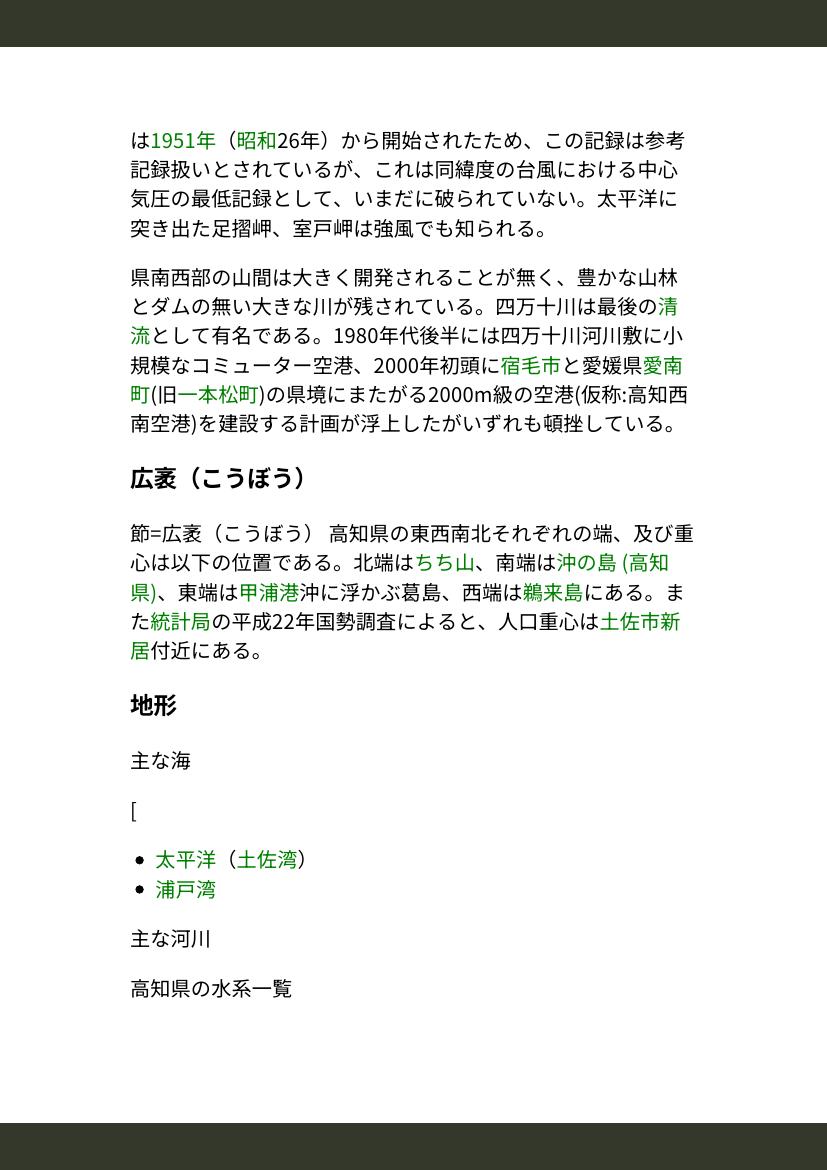 は1951年（昭和26年）から開始されたため、この記録は参考
記録扱いとされているが、これは同緯度の台風における中心
気圧の最低記録として、いまだに破られていない。太平洋に
突き出た足摺岬、室戸岬は強風でも知られる。
県南西部の山間は大きく開発されることが無く、豊かな山林
とダムの無い大きな川が残されている。四万十川は最後の清
流として有名である。1980年代後半には四万十川河川敷に小
規模なコミューター空港、2000年初頭に宿毛市と愛媛県愛南
町(旧一本松町)の県境にまたがる2000m級の空港(仮称:高知西
南空港)を建設する計画が浮上したがいずれも頓挫している。
広袤（こうぼう）
節=広袤（こうぼう） 高知県の東西南北それぞれの端、及び重
心は以下の位置である。北端はちち山、南端は沖の島 (高知
県)、東端は甲浦港沖に浮かぶ葛島、西端は鵜来島にある。ま
た統計局の平成22年国勢調査によると、人口重心は土佐市新
居付近にある。
地形
主な海
[
• 太平洋（土佐湾）
• 浦戸湾
主な河川
高知県の水系一覧